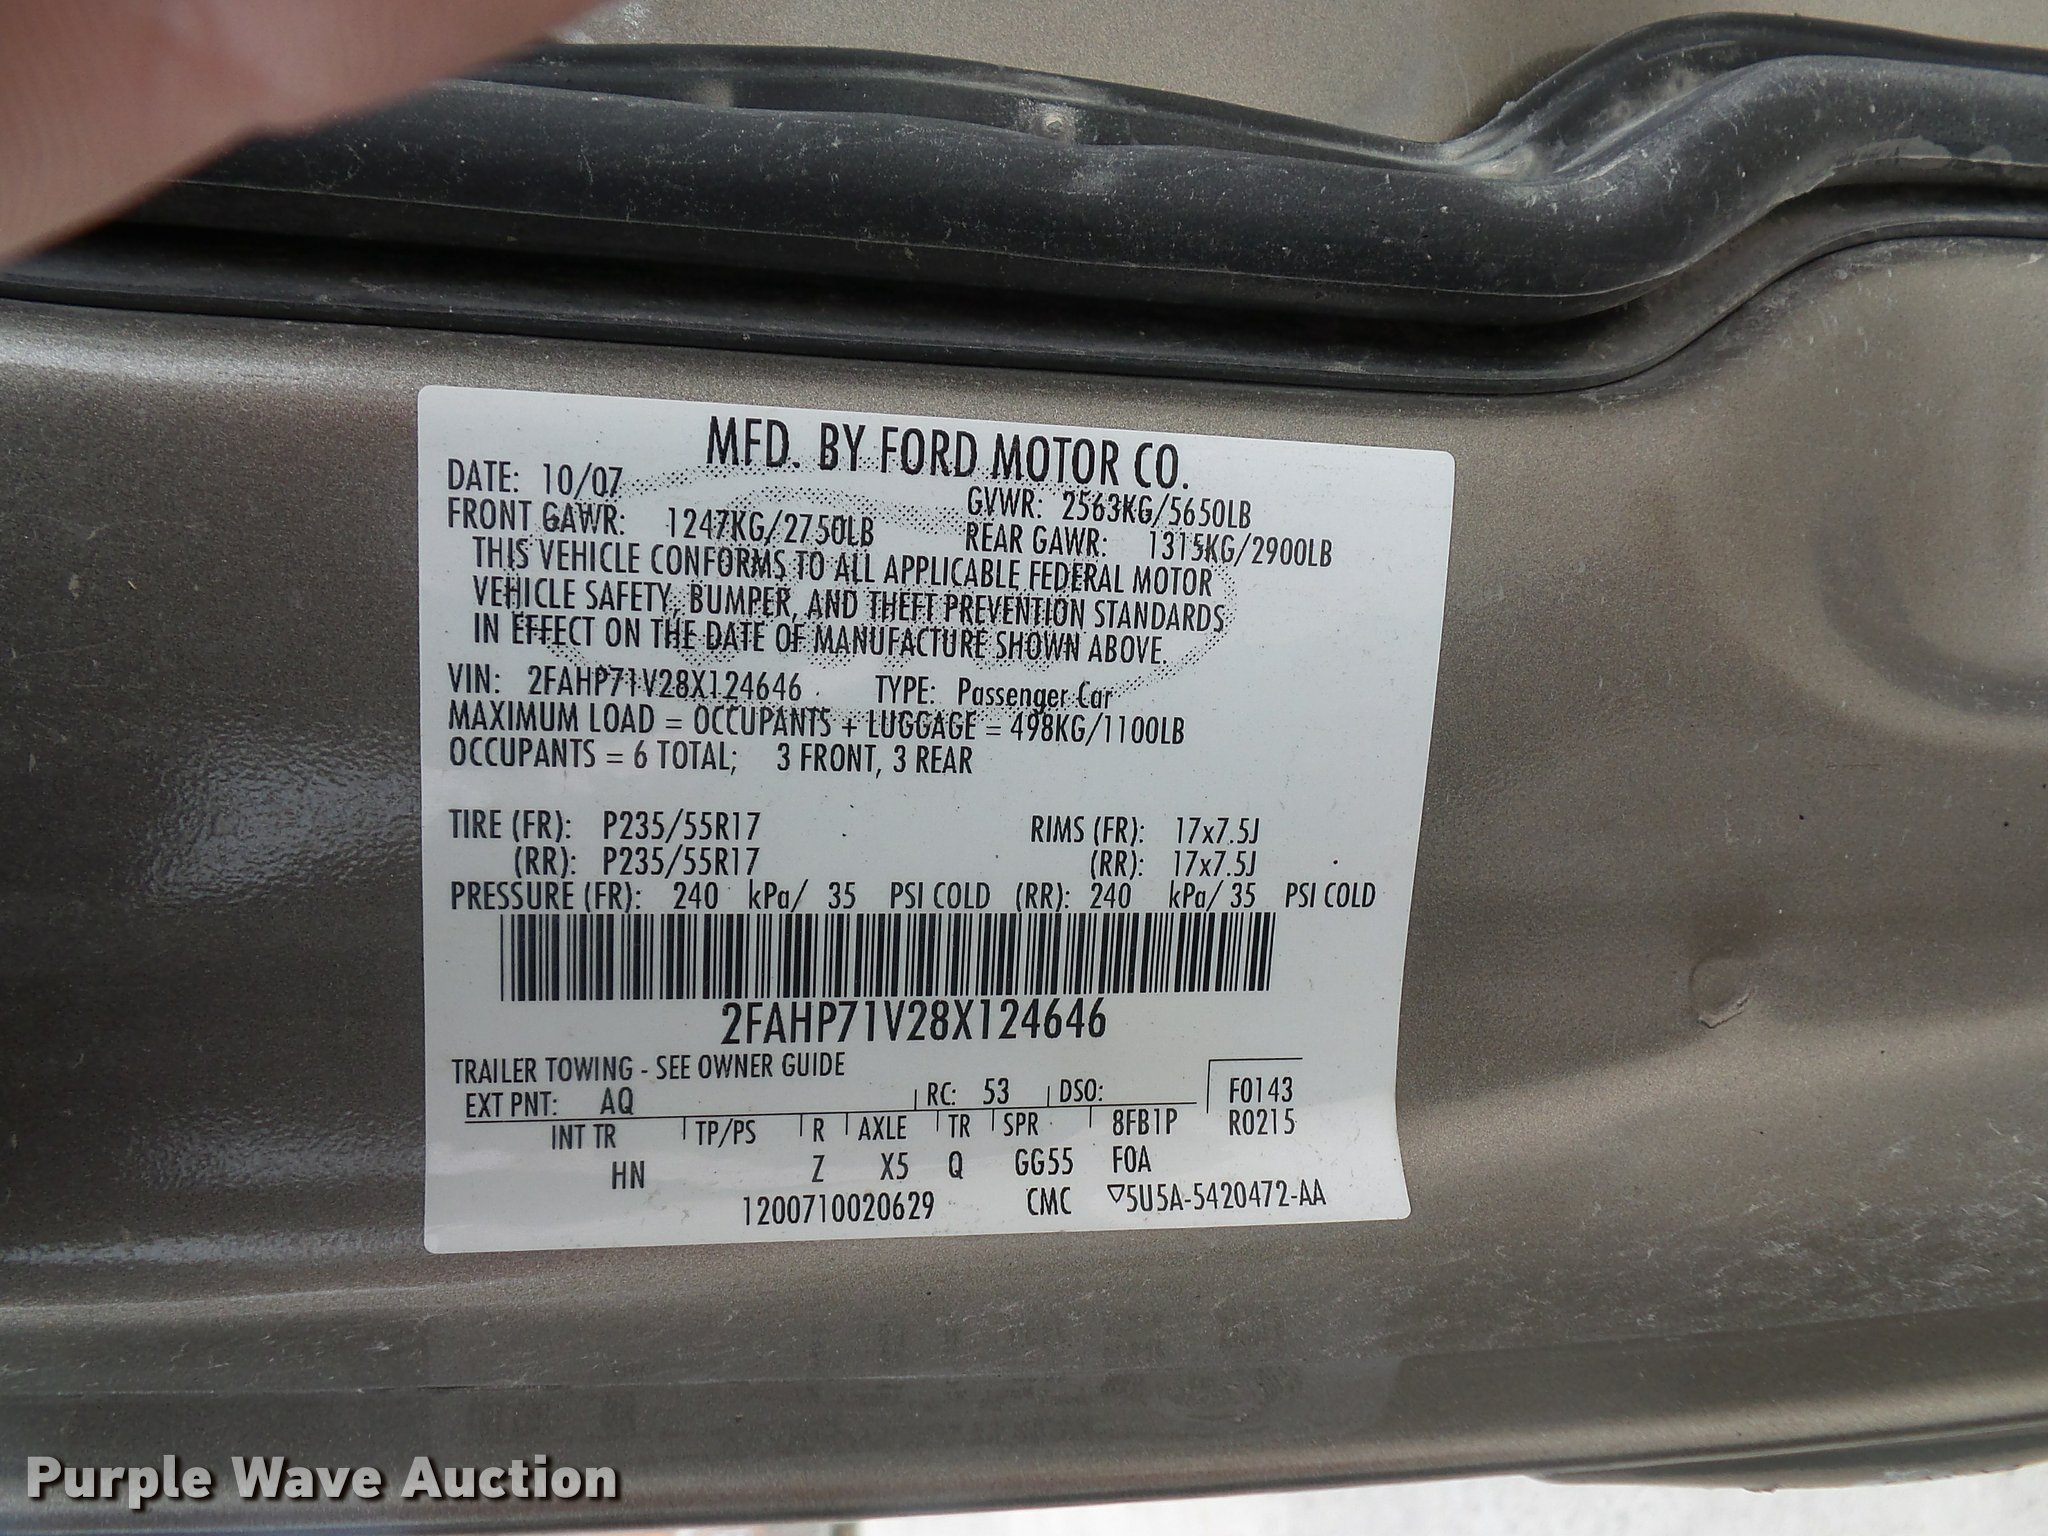 MFD. BY FORD MOTOR CO.
DATE: 10/07 GVWR: 2563KG/5650LB
FRONT GAWR: 1247KG/2750LB REAR GAWR: 1315KG/2900LB
THIS VEHICLE CONFORMS TO ALL APPLICABLE FEDERAL MOTOR
VEHICLE SAFETY, BUMPER, AND THEFT PREVENTION STANDARDS
IN EFFECT ON THE DATE OF MANUFACTURE SHOWN ABOVE.
VIN: 2FAHP71V28X124646 TYPE: Passenger Car
MAXIMUM LOAD = OCCUPANTS + LUGGAGE = 498KG/1100LB
OCCUPANTS = 6 TOTAL; 3 FRONT, 3 REAR
TIRE (FR): P235/55R17 RIMS (FR): 17x7.5J
(RR): P235/55R17 (RR): 17x7.5J
PRESSURE (FR): 240 kPa/ 35 PSI COLD (RR): 240 kPa/ 35 PSI COLD
2FAHP71V28X124646
TRAILER TOWING - SEE OWNER GUIDE
EXT PNT: AQ RC: 53 DSO: F0143
INT TR TP/PS R AXLE TR SPR 8FB1P R0215
HN Z X5 Q GG55 F0A
1200710020629 CMC ▽5U5A-5420472-AA
Purple Wave Auction